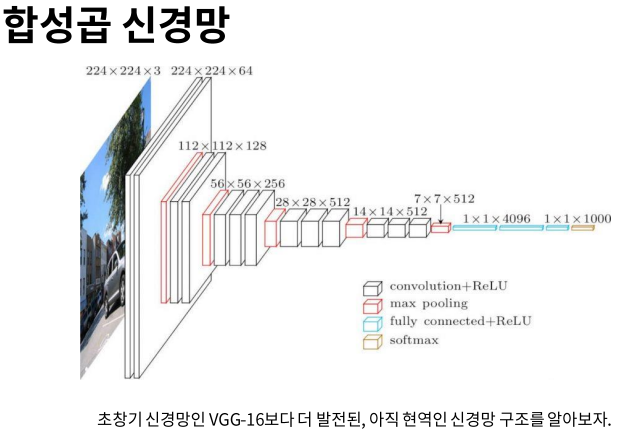 합성곱 신경망
224×224×3 224×224×64
112×112×128
56×56×256
28×28×512
14×14×512
7×7×512
1×1×4096 1×1×1000
convolution+ReLU
max pooling
fully connected+ReLU
softmax
초창기 신경망인 VGG-16보다 더 발전된, 아직 현역인 신경망 구조를 알아보자.